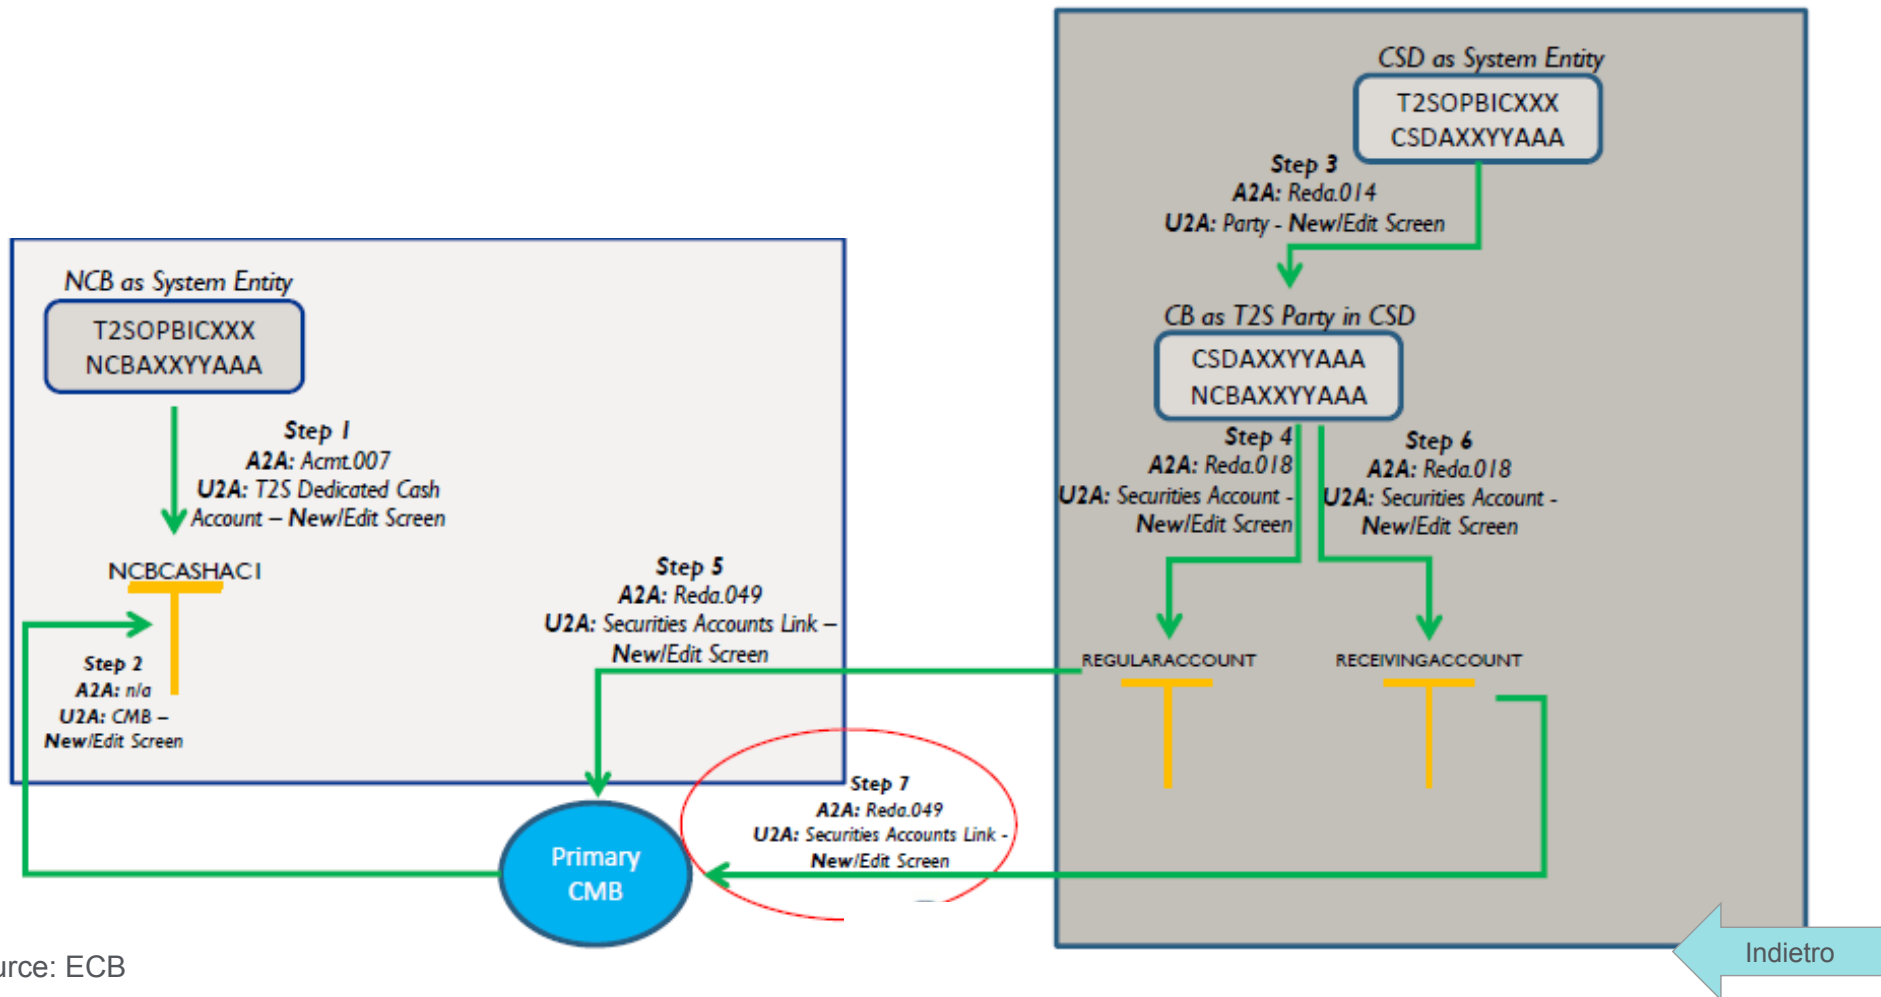 CSD as System Entity
T2SOPBICXXX
CSDAXXYYAAA
Step 3
A2A: Reda.014
U2A: Party - New/Edit Screen
NCB as System Entity
T2SOPBICXXX
NCBAXXYYAAA
CB as T2S Party in CSD
CSDAXXYYAAA
NCBAXXYYAAA
Step 1
A2A: Acmt.007
U2A: T2S Dedicated Cash
Account – New/Edit Screen
Step 4
A2A: Reda.018
U2A: Securities Account -
New/Edit Screen
Step 6
A2A: Reda.018
U2A: Securities Account -
New/Edit Screen
NCBCASHAC1
Step 5
A2A: Reda.049
U2A: Securities Accounts Link –
New/Edit Screen
Step 2
A2A: n/a
U2A: CMB –
New/Edit Screen
REGULARACCOUNT
RECEIVINGACCOUNT
Step 7
A2A: Reda.049
U2A: Securities Accounts Link -
New/Edit Screen
Primary
CMB
Indietro
urce: ECB